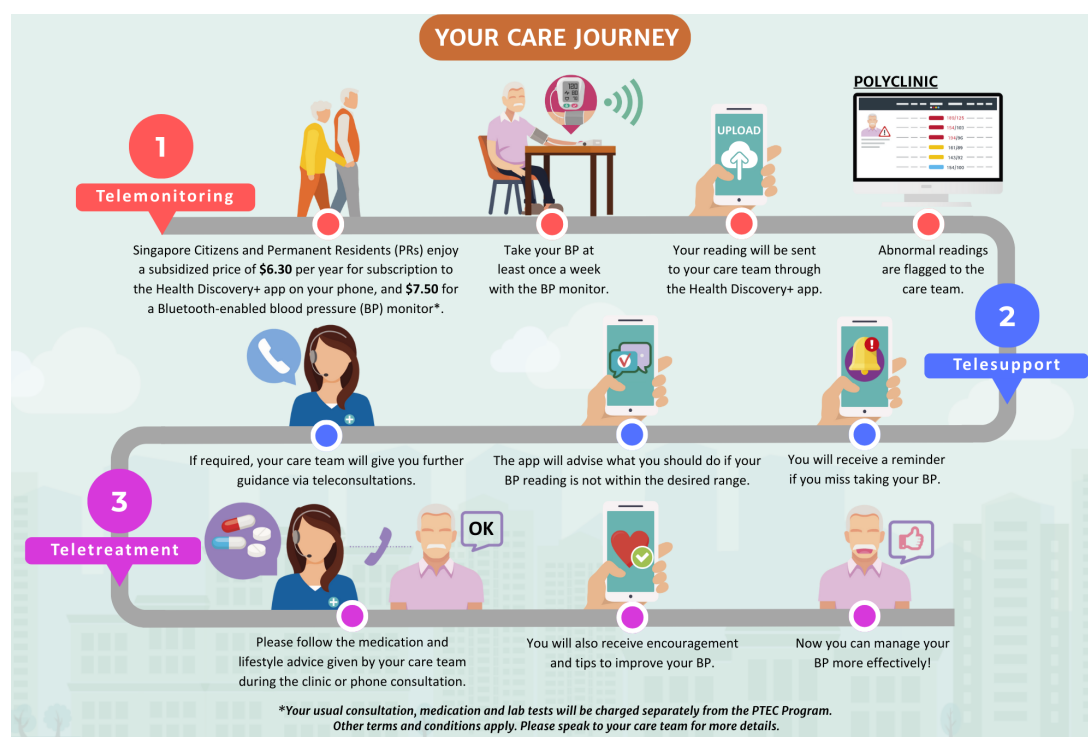 YOUR CARE JOURNEY
POLYCLINIC
1
Telemonitoring
UPLOAD
Singapore Citizens and Permanent Residents (PRs) enjoy
a subsidized price of $6.30 per year for subscription to
the Health Discovery+ app on your phone, and $7.50 for
a Bluetooth-enabled blood pressure (BP) monitor*.
Take your BP at
least once a week
with the BP monitor.
Your reading will be sent
to your care team through
the Health Discovery+ app.
Abnormal readings
are flagged to the
care team.
2
Telesupport
You will receive a reminder
if you miss taking your BP.
The app will advise what you should do if your
BP reading is not within the desired range.
If required, your care team will give you further
guidance via teleconsultations.
3
Teletreatment
OK
Please follow the medication and
lifestyle advice given by your care team
during the clinic or phone consultation.
You will also receive encouragement
and tips to improve your BP.
Now you can manage your
BP more effectively!
*Your usual consultation, medication and lab tests will be charged separately from the PTEC Program.
Other terms and conditions apply. Please speak to your care team for more details.